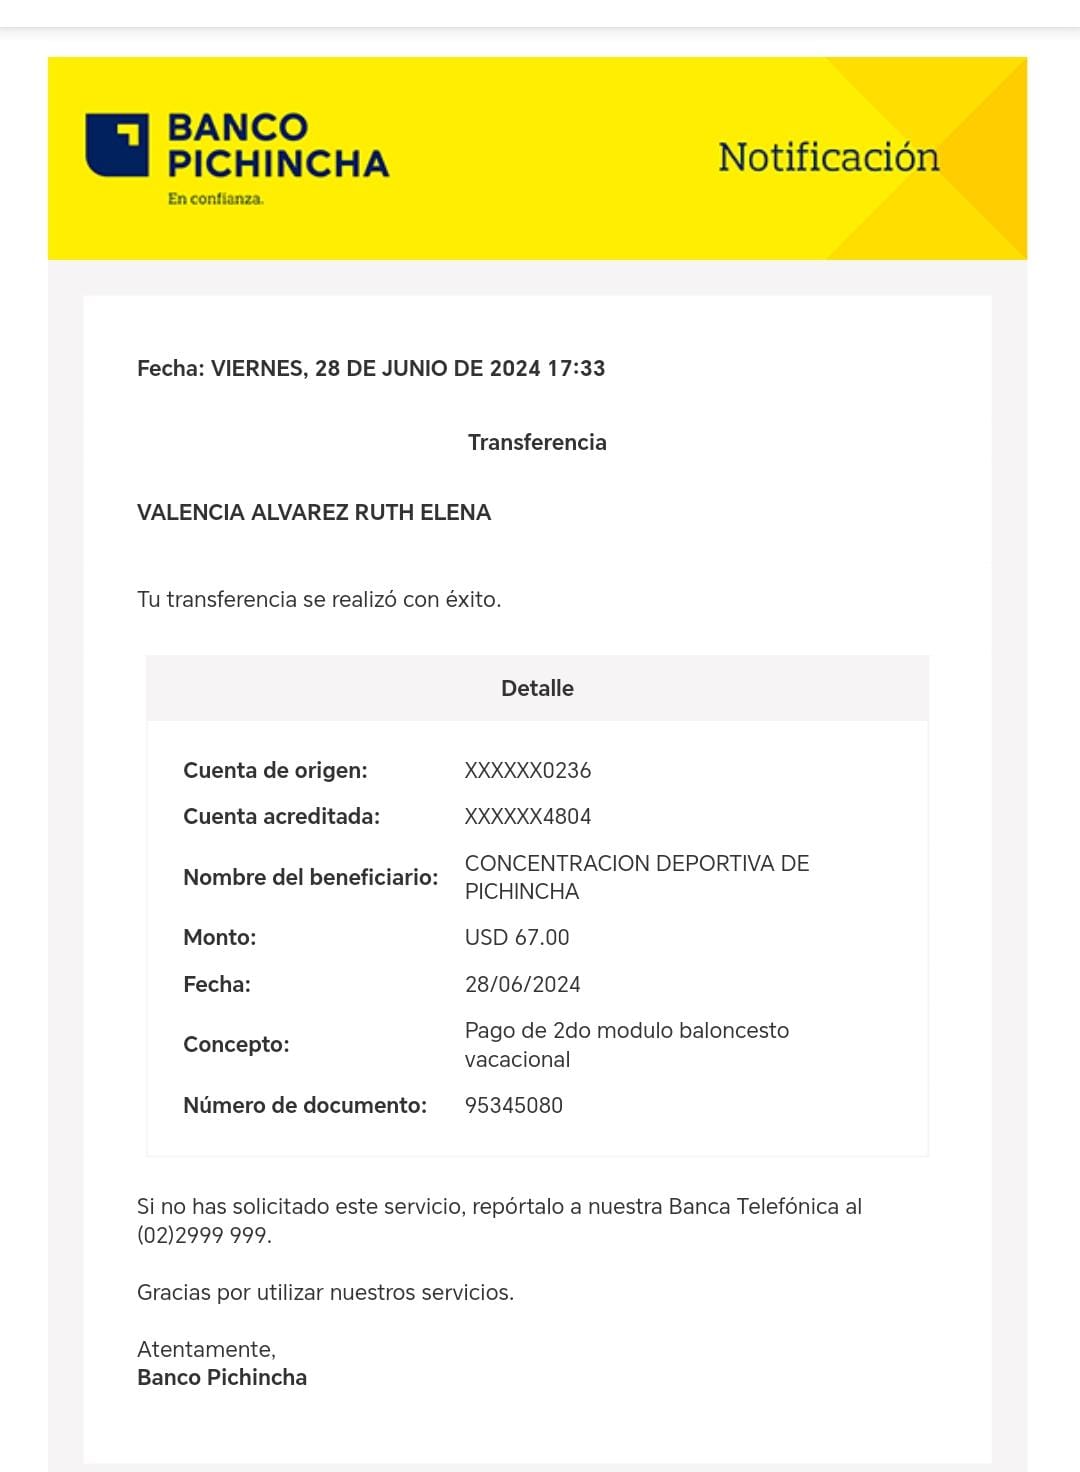 BANCO
PICHINCHA
En confianza.
Notificación
Fecha: VIERNES, 28 DE JUNIO DE 2024 17:33
Transferencia
VALENCIA ALVAREZ RUTH ELENA
Tu transferencia se realizó con éxito.
Detalle
Cuenta de origen: XXXXXX0236
Cuenta acreditada: XXXXXX4804
Nombre del beneficiario: CONCENTRACION DEPORTIVA DE
PICHINCHA
Monto: USD 67.00
Fecha: 28/06/2024
Concepto: Pago de 2do modulo baloncesto
vacacional
Número de documento: 95345080
Si no has solicitado este servicio, repórtalo a nuestra Banca Telefónica al
(02)2999 999.
Gracias por utilizar nuestros servicios.
Atentamente,
Banco Pichincha